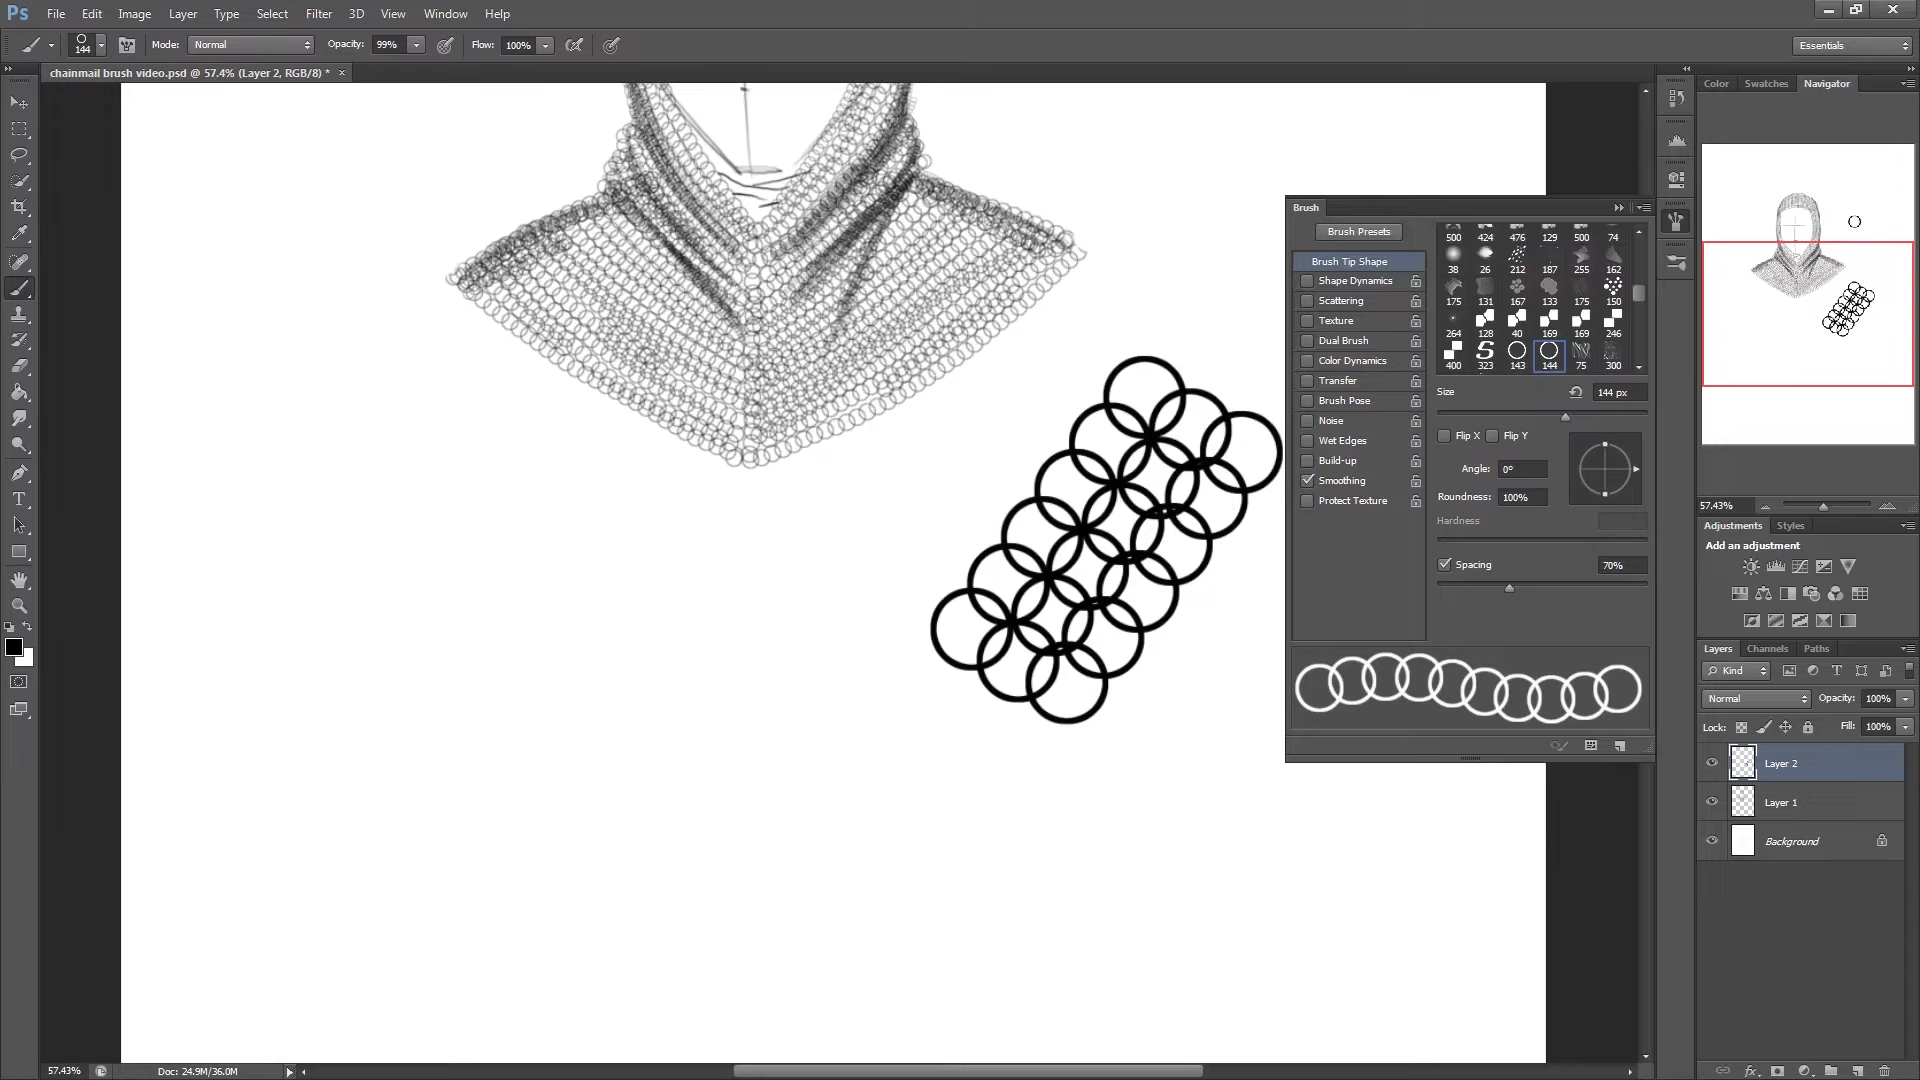 Ps File Edit Image Layer Type Select Filter 3D View Window Help
144 Mode: Normal Opacity: 99% Flow: 100% Essentials
chainmail brush video.psd @ 57.4% (Layer 2, RGB/8) * ×
Color Swatches Navigator
Brush
Brush Presets
Brush Tip Shape
Shape Dynamics
Scattering
Texture
Dual Brush
Color Dynamics
Transfer
Brush Pose
Noise
Wet Edges
Build-up
Smoothing
Protect Texture
500 424 476 129 500 74
38 26 212 187 255 162
175 131 167 133 175 150
264 128 40 169 169 246
400 323 143 144 75 300
Size 144 px
Flip X Flip Y
Angle: 0º
Roundness: 100%
Hardness
Spacing 70%
57.43%
Adjustments Styles
Add an adjustment
Layers Channels Paths
Kind
Normal Opacity: 100%
Lock: Fill: 100%
Layer 2
Layer 1
Background
57.43% Doc: 24.9M/36.0M